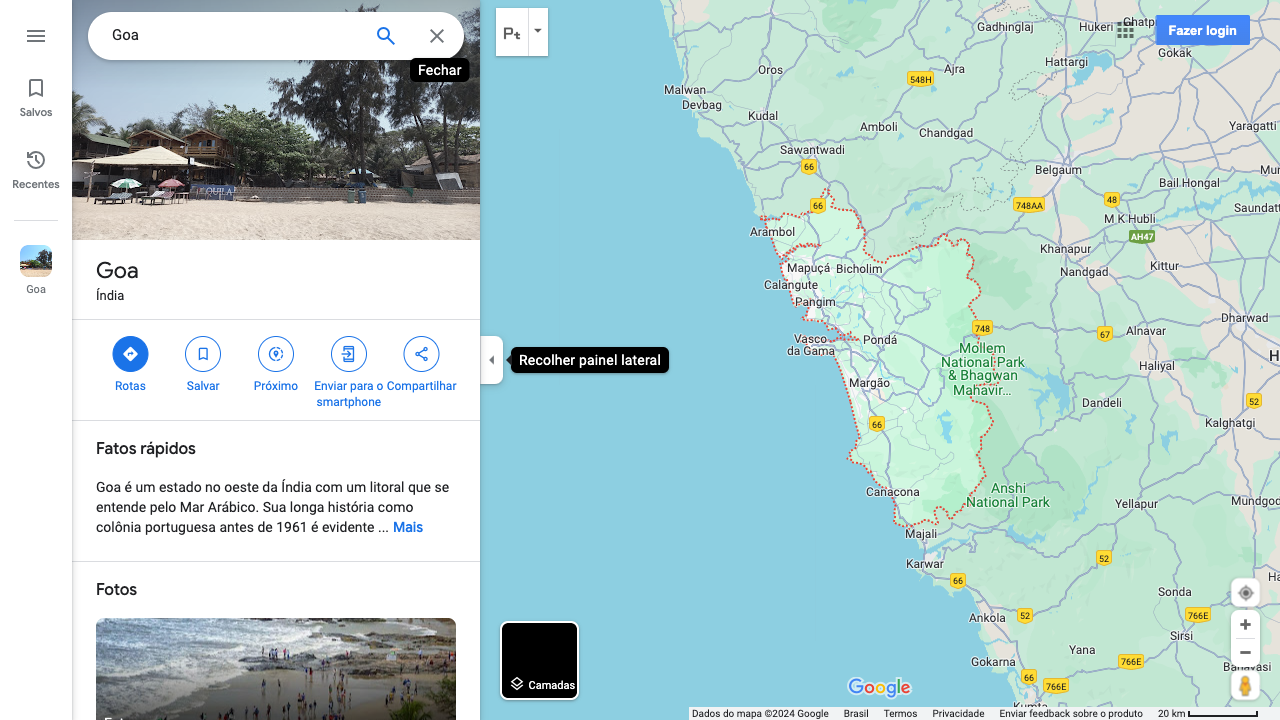 Goa
Fechar
Salvos
Recentes
Goa
Goa
Índia
Rotas
Salvar
Próximo
Enviar para o smartphone
Compartilhar
Fatos rápidos
Goa é um estado no oeste da Índia com um litoral que se
entende pelo Mar Arábico. Sua longa história como
colônia portuguesa antes de 1961 é evidente ... Mais
Fotos
Recolher painel lateral
Camadas
Fazer login
Gadhinglaj
Hukeri
Gokak
Hattargi
Oros
Ajra
548H
Malwan
Devbag
Kudal
Amboli
Chandgad
Yaragatti
Sawantwadi
66
Belgaum
Bail Hongal
66
748AA
48
M K Hubli
Saundatt
Arambol
AH47
Khanapur
Kittur
Mapuçá
Bicholim
Nandgad
Calangute
Pangim
Dharwad
748
67
Alnavar
Vasco
da Gama
Pondá
Mollem
National Park
& Bhagwan
Mahavir...
Haliyal
Margão
Dandeli
52
66
Kalghatgi
Canacona
Anshi
National Park
Yellapur
Mundgod
Majali
Karwar
52
66
Sonda
Ankola
52
766E
Sirsi
Yana
Gokarna
766E
Banavasi
66
766E
Kumta
Google
Dados do mapa ©2024 Google
Brasil
Termos
Privacidade
Enviar feedback sobre o produto
20 km